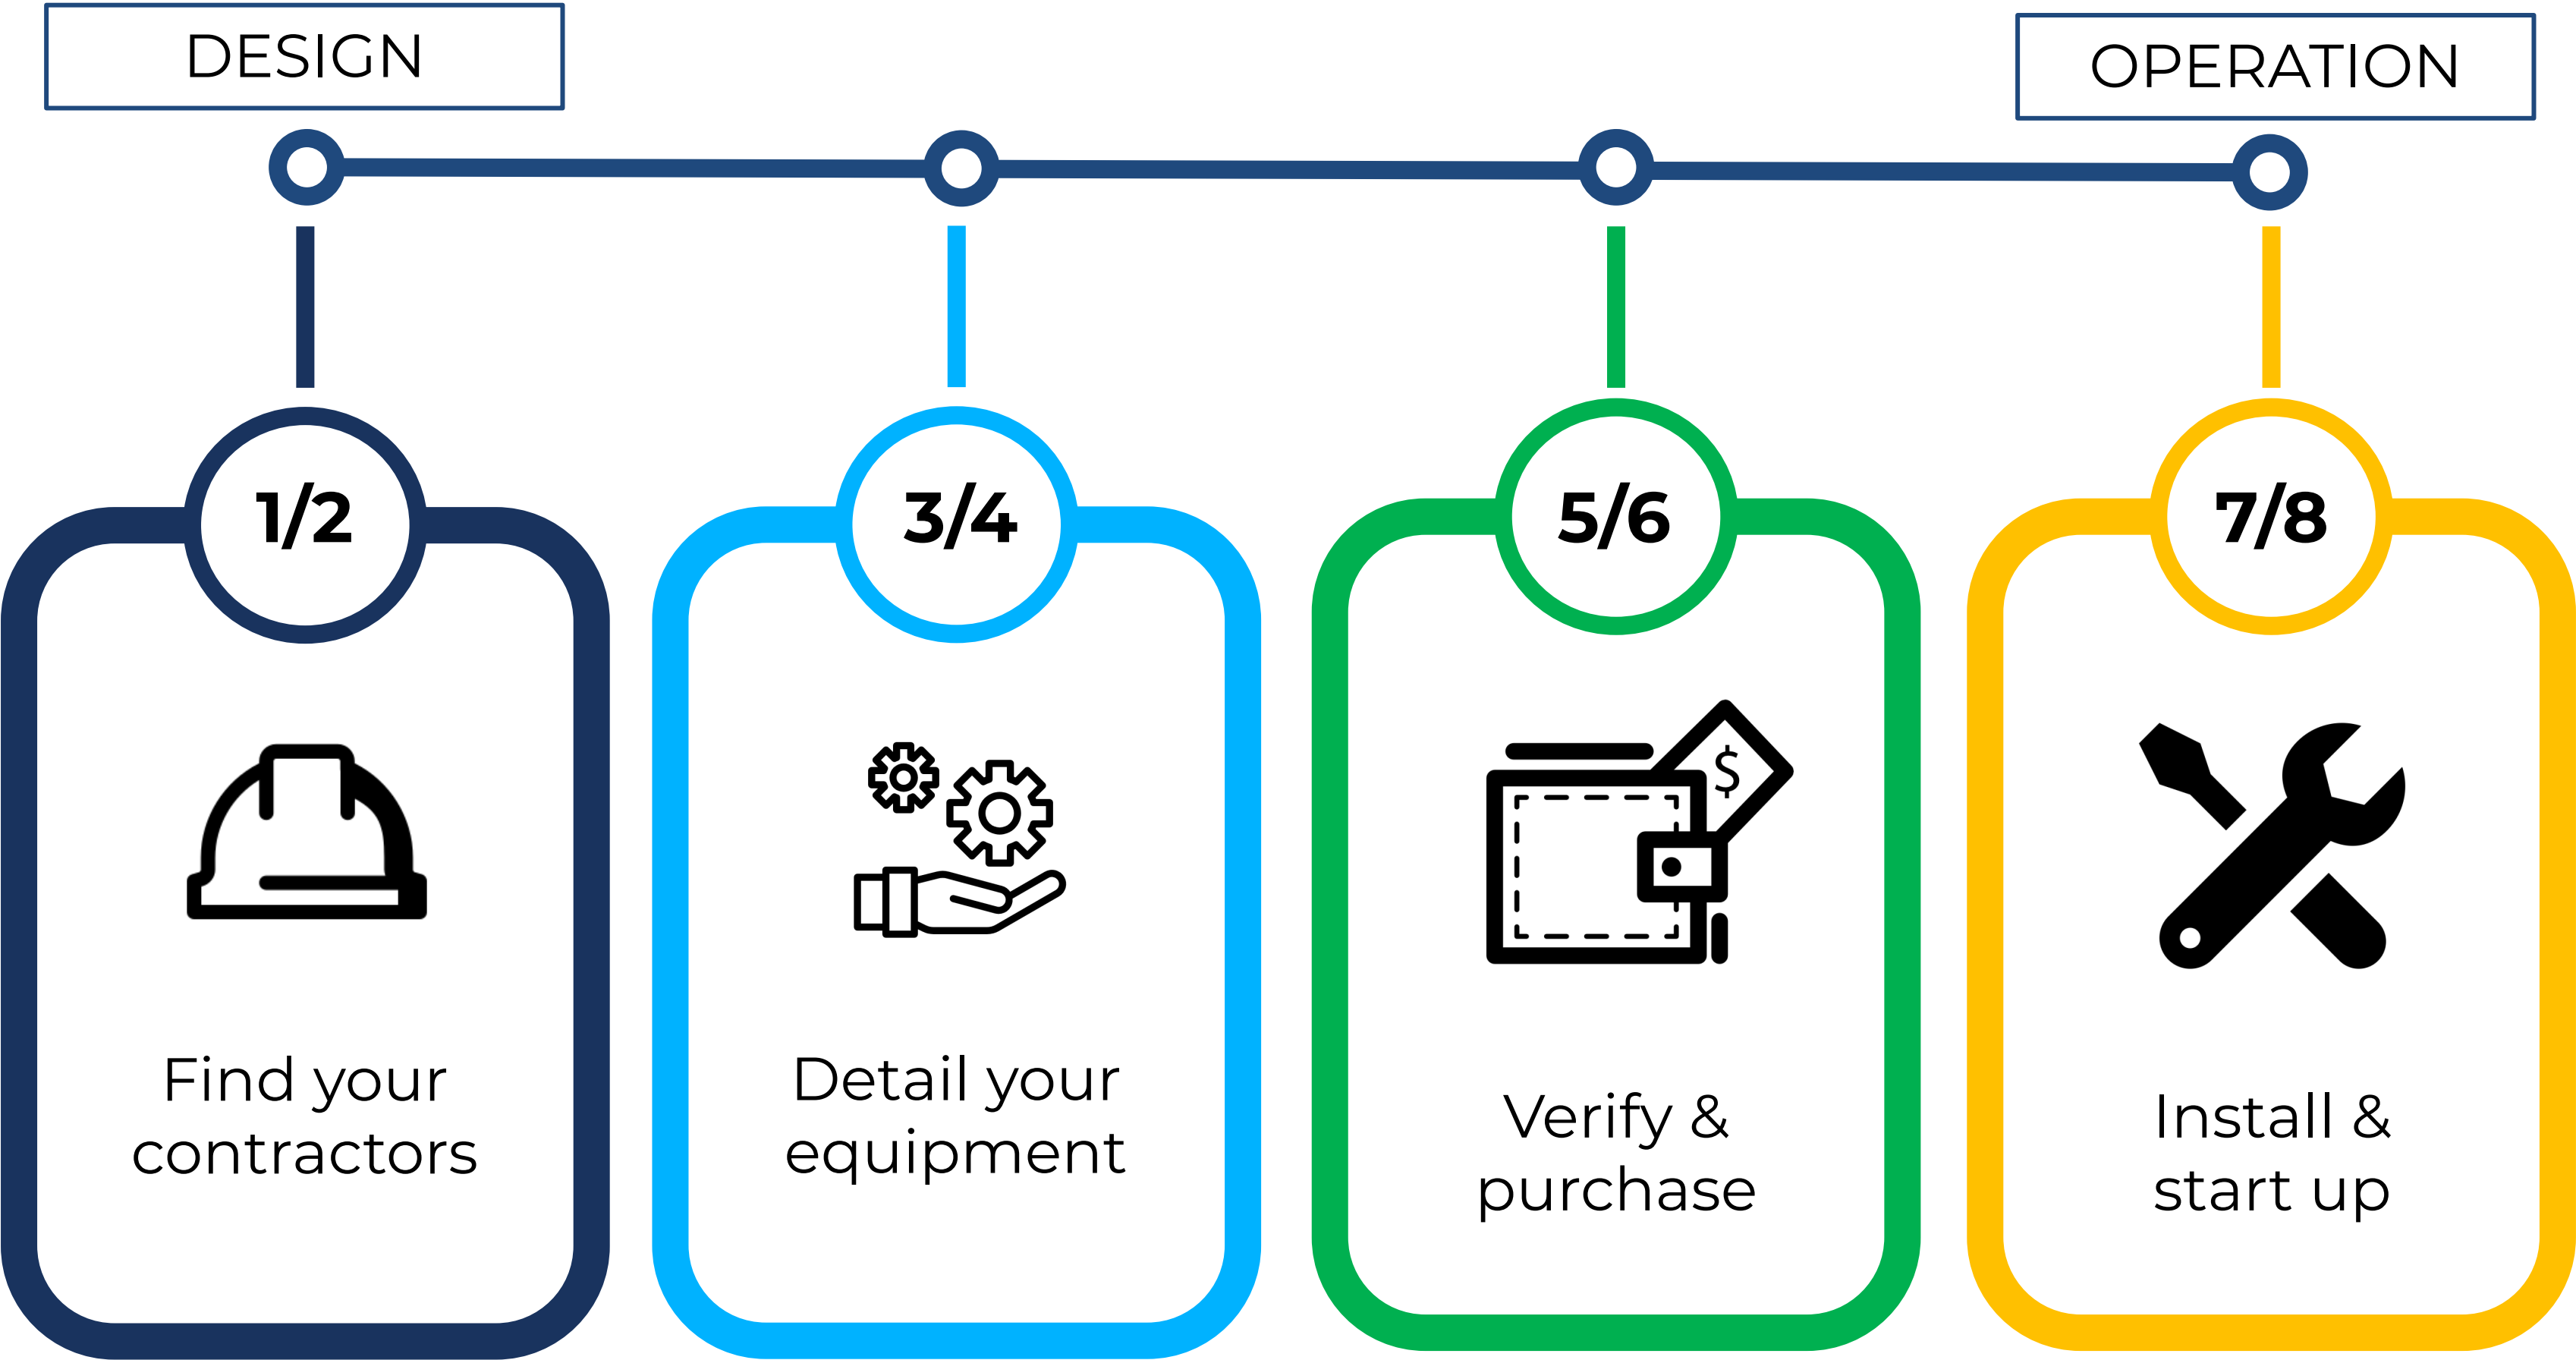 DESIGN
OPERATION
1/2
3/4
5/6
7/8
$
Find your
contractors
Detail your
equipment
Verify &
purchase
Install &
start up